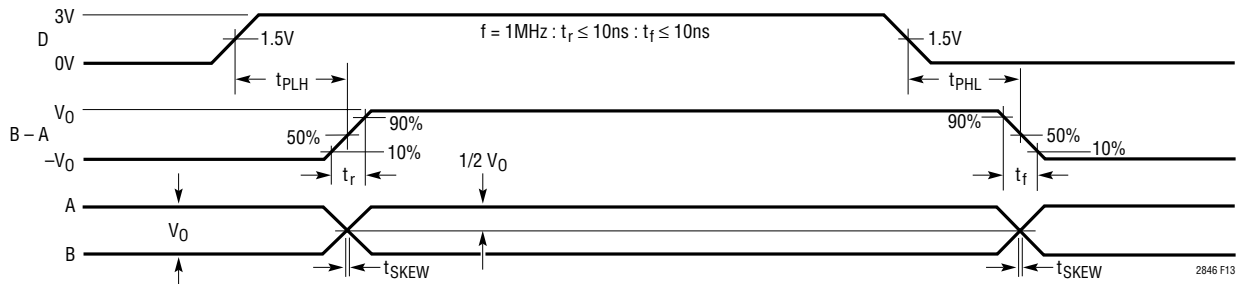 3V
D
0V
1.5V
f = 1MHz : tr ≤ 10ns : tf ≤ 10ns
1.5V
tPLH
tPHL
VO
B – A
–VO
50%
90%
10%
tr
1/2 VO
90%
50%
10%
tf
A
VO
B
tSKEW
tSKEW
2846 F13